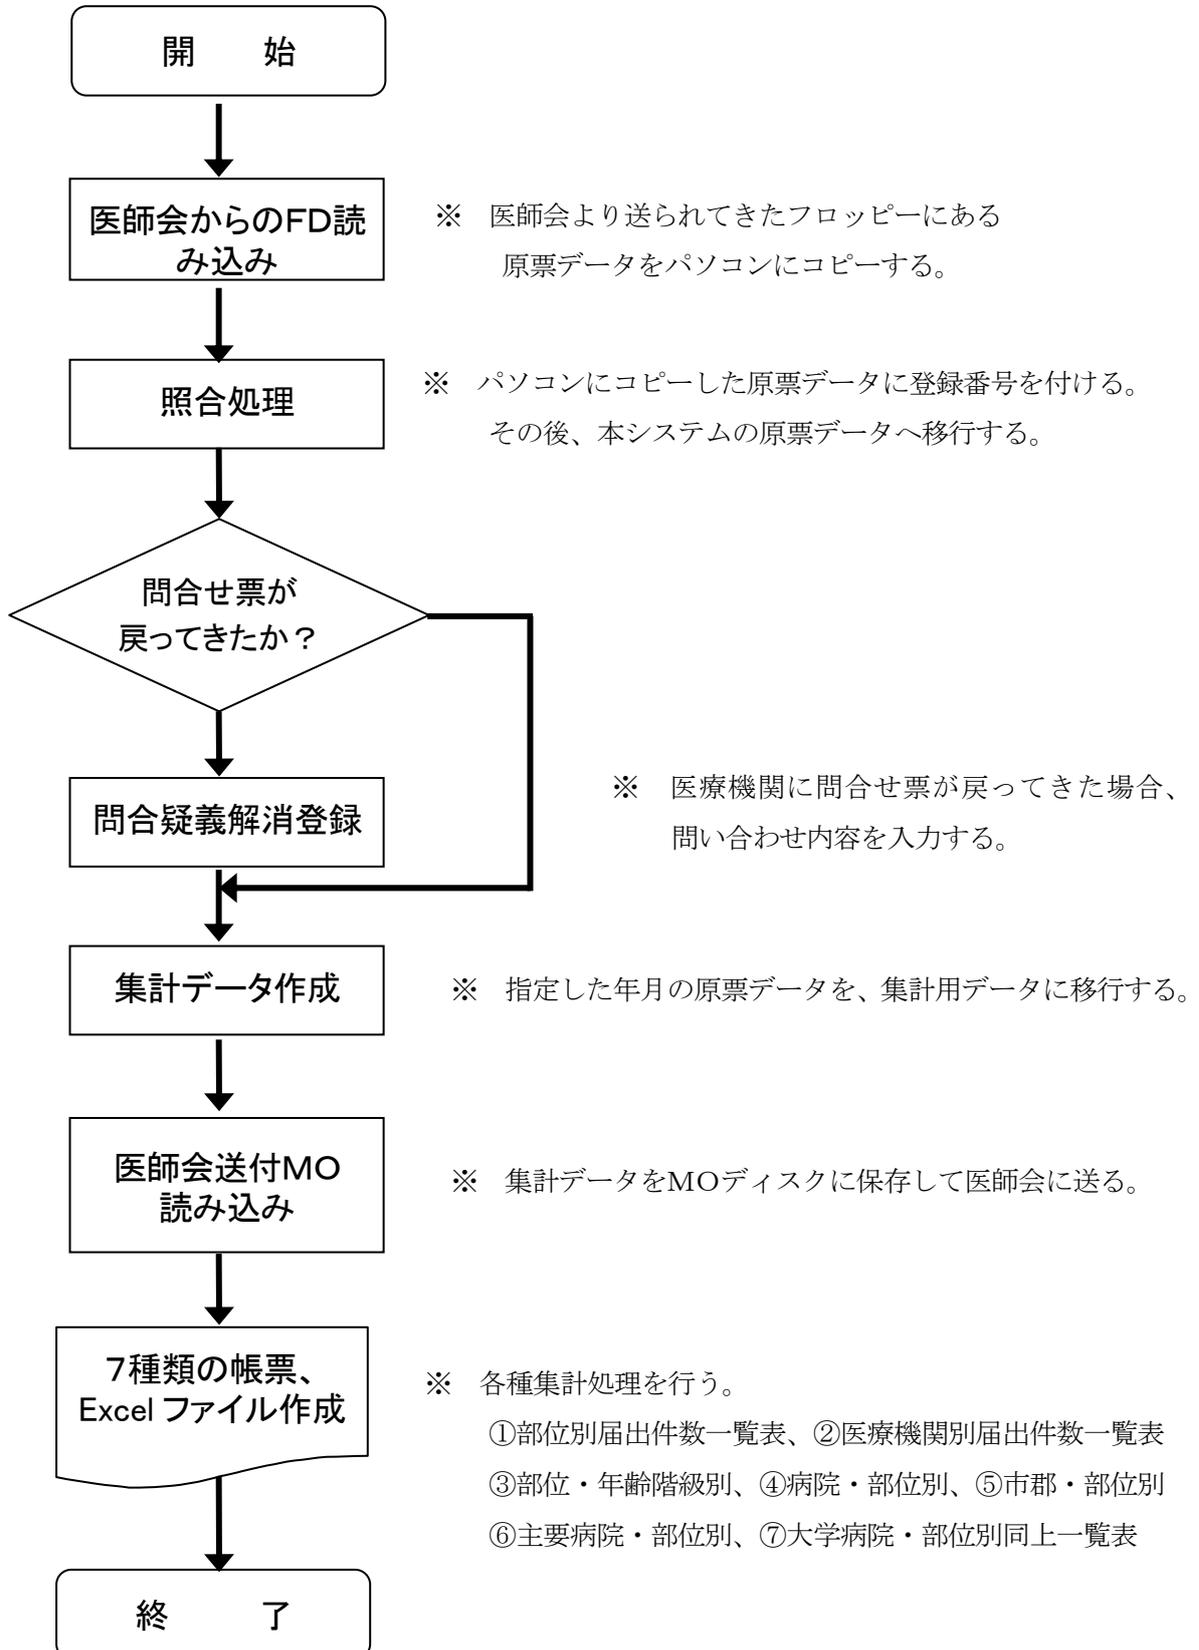 開　始
医師会からのFD読
み込み
※　医師会より送られてきたフロッピーにある
原票データをパソコンにコピーする。
照合処理
※　パソコンにコピーした原票データに登録番号を付ける。
その後、本システムの原票データへ移行する。
問合せ票が
戻ってきたか？
※　医療機関に問合せ票が戻ってきた場合、
問い合わせ内容を入力する。
問合疑義解消登録
集計データ作成
※　指定した年月の原票データを、集計用データに移行する。
医師会送付MO
読み込み
※　集計データをMOディスクに保存して医師会に送る。
７種類の帳票、
Excel ファイル作成
※　各種集計処理を行う。
①部位別届出件数一覧表、②医療機関別届出件数一覧表
③部位・年齢階級別、④病院・部位別、⑤市郡・部位別
⑥主要病院・部位別、⑦大学病院・部位別同上一覧表
終　了